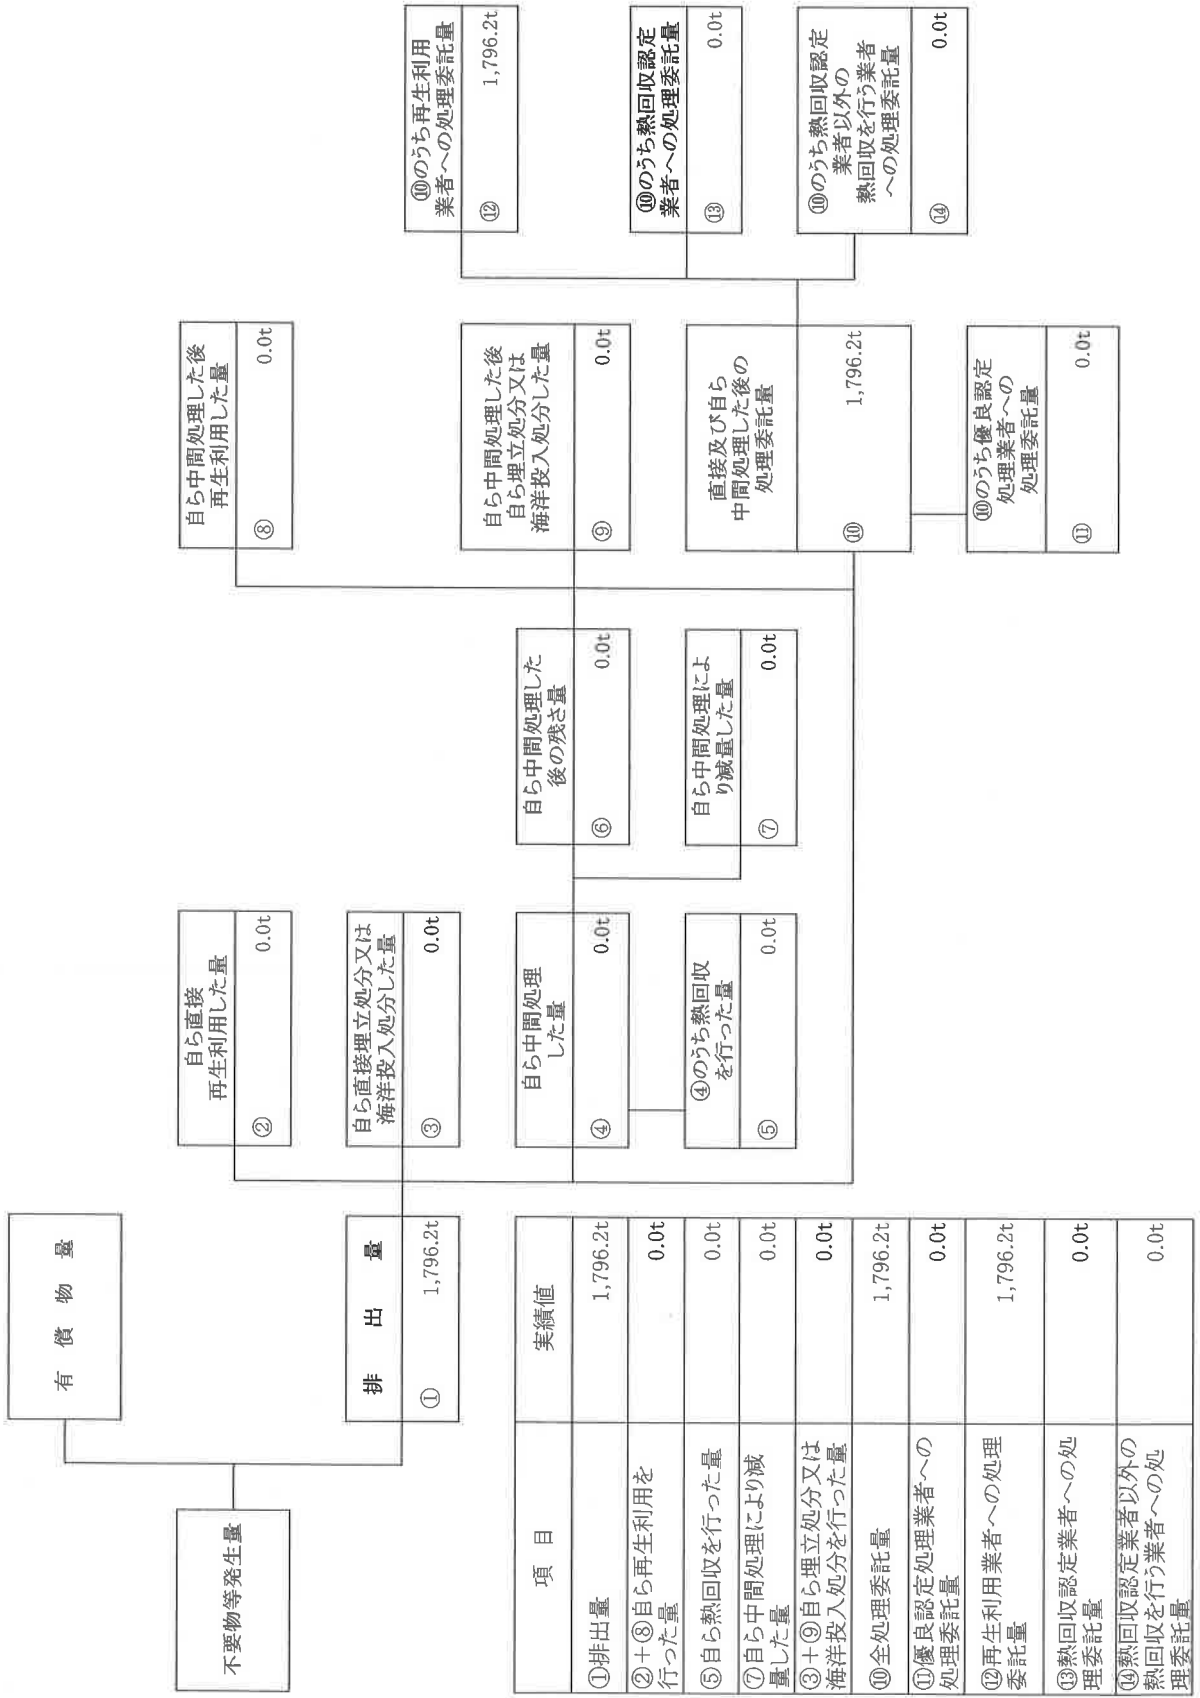 不要物等発生量
有償物量
排出量
① 1,796.2t
自ら直接
再生利用した量
② 0.0t
自ら直接埋立処分又は
海洋投入処分した量
③ 0.0t
自ら中間処理
した量
④ 0.0t
④のうち熱回収
を行った量
⑤ 0.0t
自ら中間処理した
後の残さ量
⑥ 0.0t
自ら中間処理によ
り減量した量
⑦ 0.0t
自ら中間処理した後
再生利用した量
⑧ 0.0t
自ら中間処理した後
自ら埋立処分又は
海洋投入処分した量
⑨ 0.0t
直接及び自ら
中間処理した後の
処理委託量
⑩ 1,796.2t
⑩のうち優良認定
処理業者への
処理委託量
⑪ 0.0t
⑩のうち再生利用
業者への処理委託量
⑫ 1,796.2t
⑩のうち熱回収認定
業者への処理委託量
⑬ 0.0t
⑩のうち熱回収認定
業者以外の
熱回収を行う業者
への処理委託量
⑭ 0.0t
項目 実績値
①排出量 1,796.2t
②+⑧自ら再生利用を
行った量 0.0t
⑤自ら熱回収を行った量 0.0t
⑦自ら中間処理により減
量した量 0.0t
③+⑨自ら埋立処分又は
海洋投入処分を行った量 0.0t
⑩全処理委託量 1,796.2t
⑪優良認定処理業者への
処理委託量 0.0t
⑫再生利用業者への処理
委託量 1,796.2t
⑬熱回収認定業者への処
理委託量 0.0t
⑭熱回収認定業者以外の
熱回収を行う業者への処
理委託量 0.0t